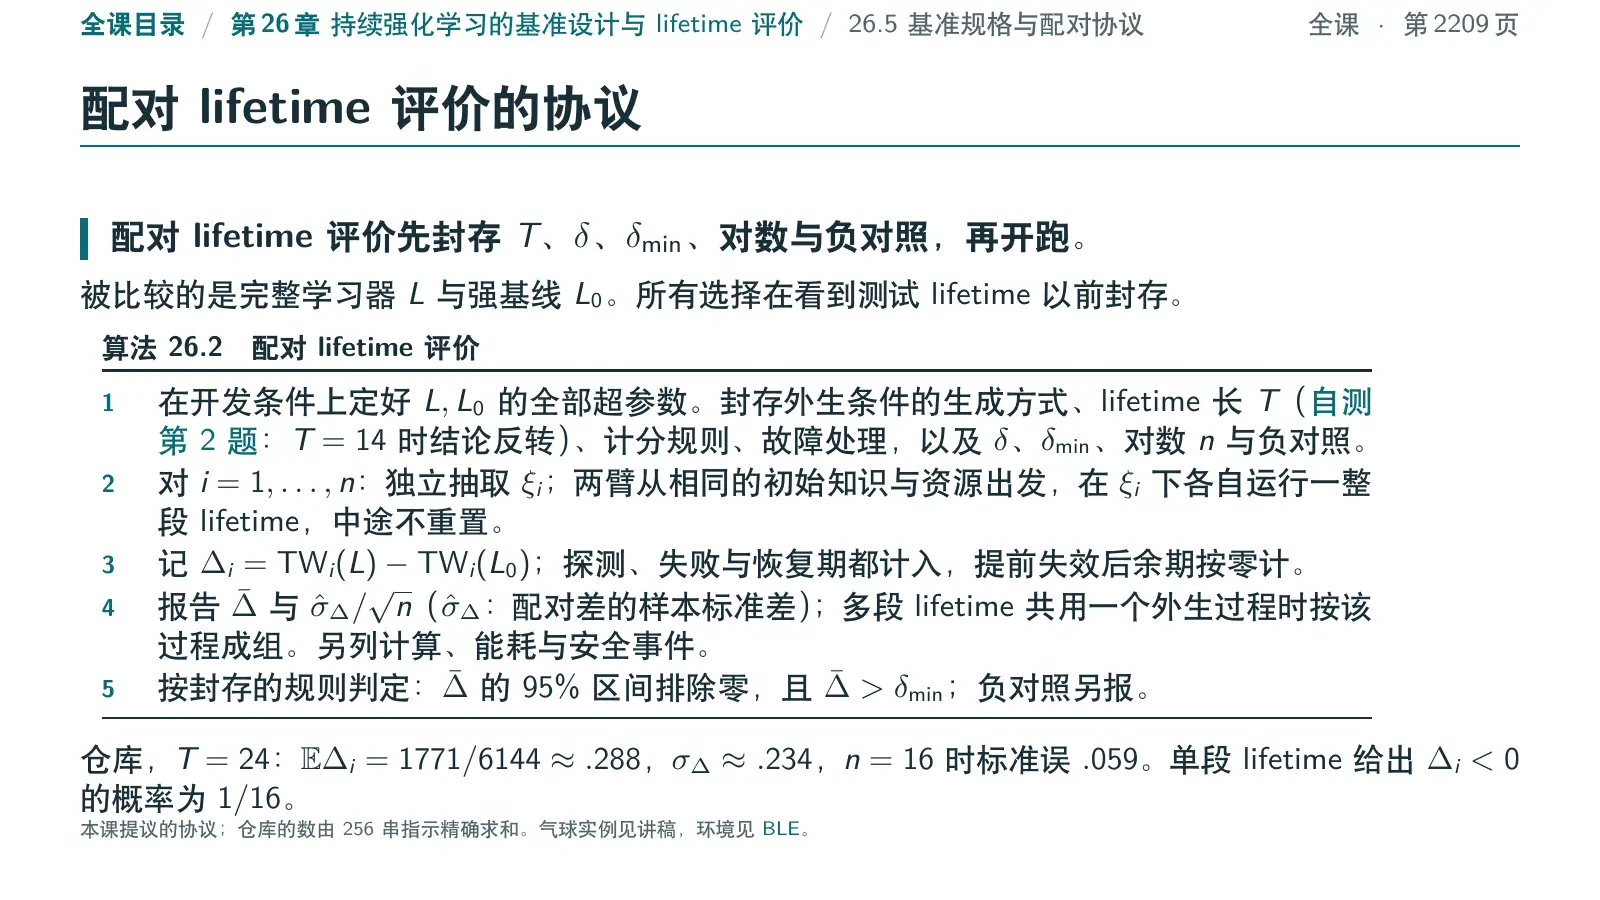 全课目录 / 第 26 章 持续强化学习的基准设计与 lifetime 评价 / 26.5 基准规格与配对协议 全课 · 第 2209 页
配对 lifetime 评价的协议
配对 lifetime 评价先封存 T、δ、δ_min、对数与负对照，再开跑。
被比较的是完整学习器 L 与强基线 L₀。所有选择在看到测试 lifetime 以前封存。
算法 26.2 配对 lifetime 评价
1 在开发条件上定好 L, L₀ 的全部超参数。封存外生条件的生成方式、lifetime 长 T（自测
第 2 题：T = 14 时结论反转）、计分规则、故障处理，以及 δ、δ_min、对数 n 与负对照。
2 对 i = 1, . . . , n：独立抽取 ξᵢ；两臂从相同的初始知识与资源出发，在 ξᵢ 下各自运行一整
段 lifetime，中途不重置。
3 记 Δᵢ = TWᵢ(L) − TWᵢ(L₀)；探测、失败与恢复期都计入，提前失效后余期按零计。
4 报告 Δ̄ 与 σ̂_Δ/√n（σ̂_Δ：配对差的样本标准差）；多段 lifetime 共用一个外生过程时按该
过程成组。另列计算、能耗与安全事件。
5 按封存的规则判定：Δ̄ 的 95% 区间排除零，且 Δ̄ > δ_min；负对照另报。
仓库，T = 24：𝔼Δᵢ = 1771/6144 ≈ .288，σ_Δ ≈ .234，n = 16 时标准误 .059。单段 lifetime 给出 Δᵢ < 0
的概率为 1/16。
本课提议的协议；仓库的数由 256 串指示精确求和。气球实例见讲稿，环境见 BLE。